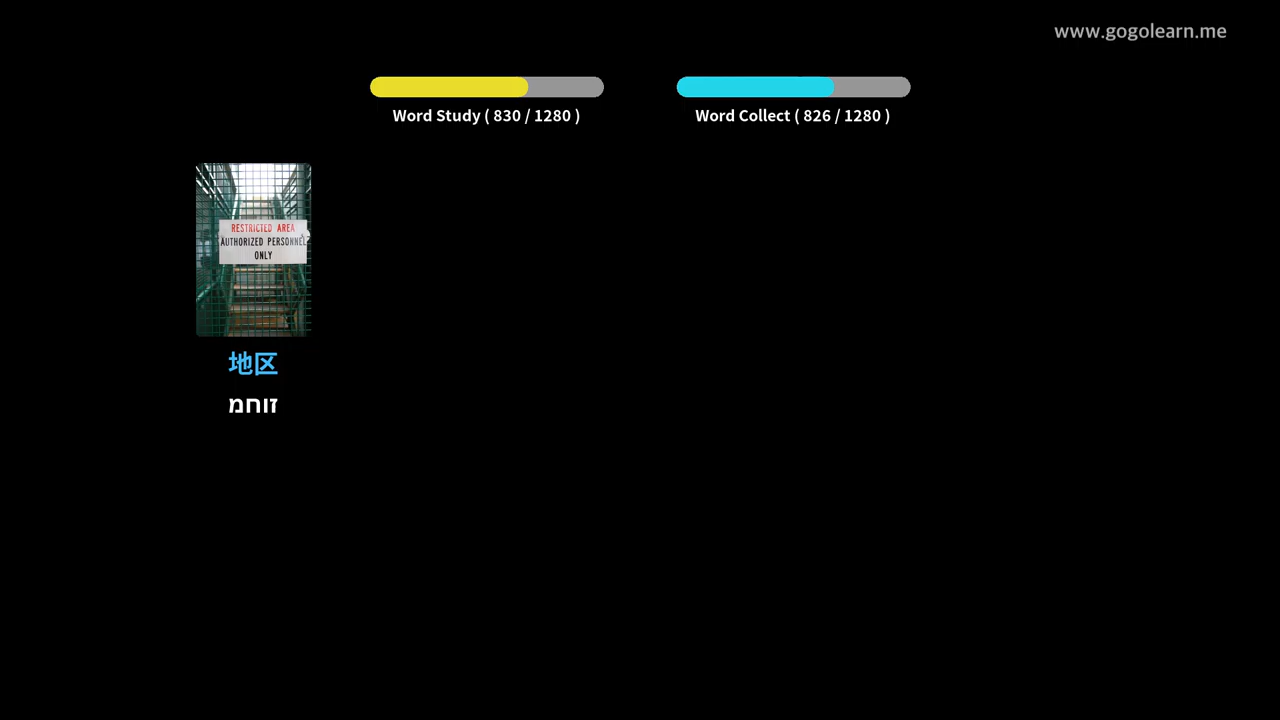 www.gogolearn.me
Word Study ( 830 / 1280 )
Word Collect ( 826 / 1280 )
RESTRICTED AREA
AUTHORIZED PERSONNEL
ONLY
地区
מחוז